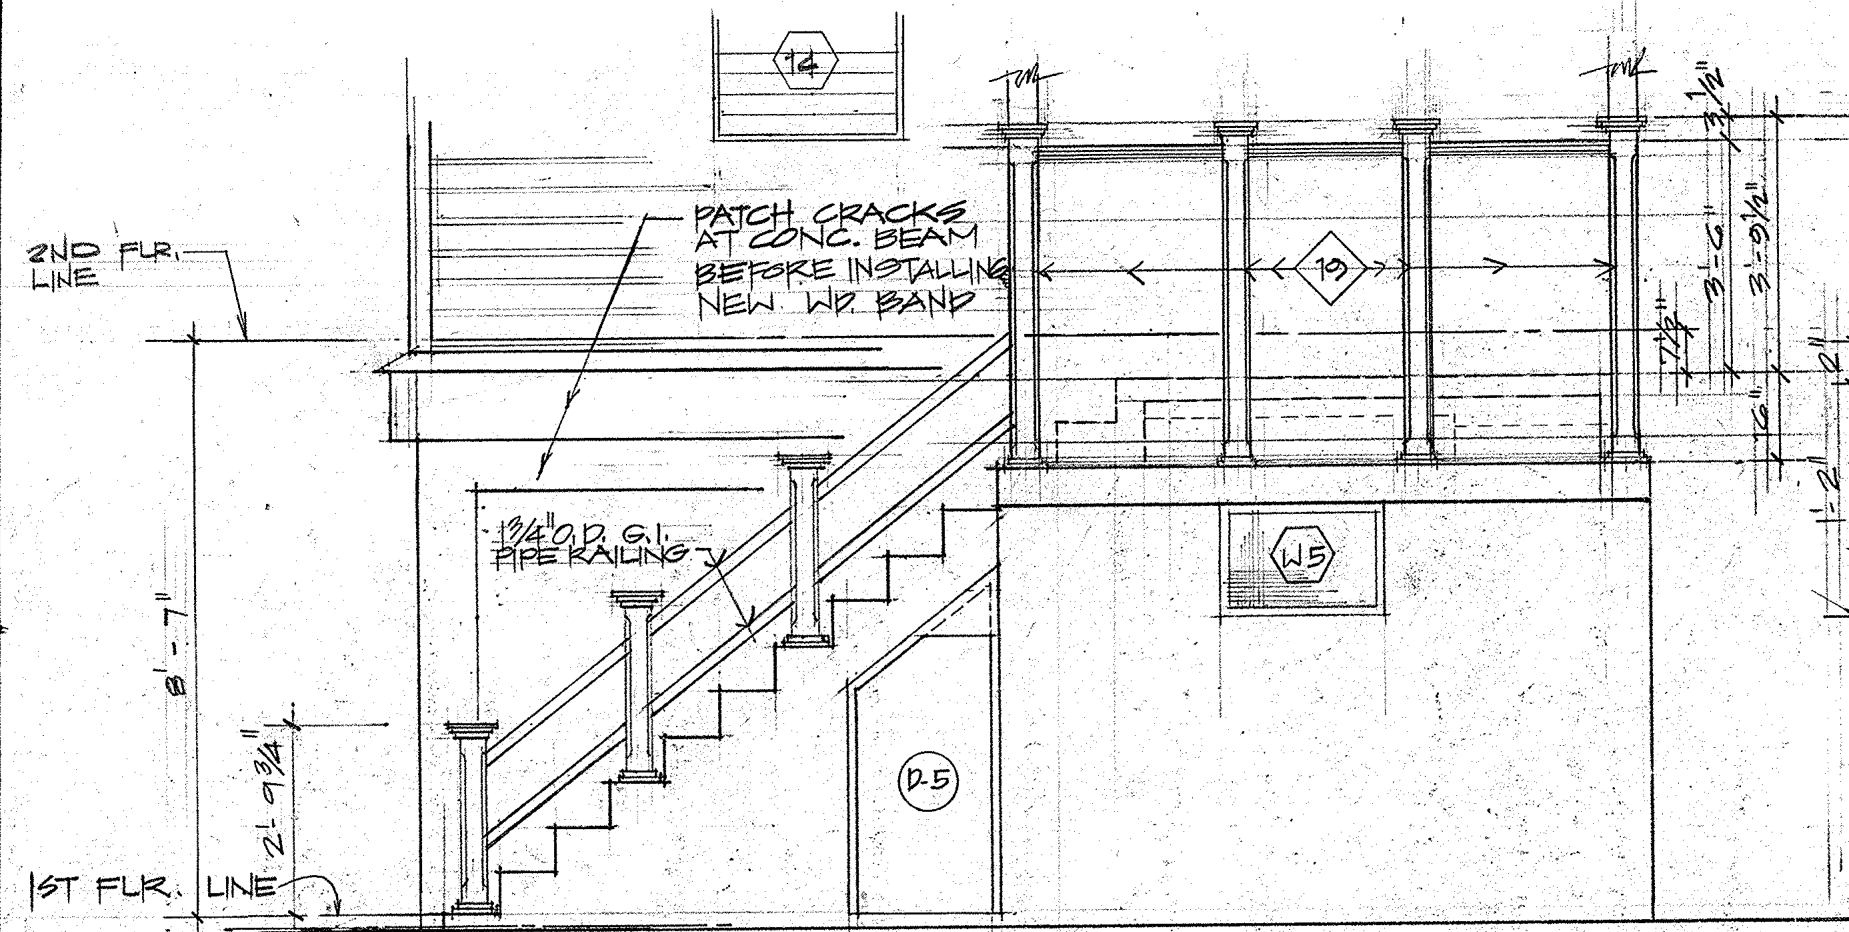 14
2ND FLR.
LINE
PATCH CRACKS
AT CONC. BEAM
BEFORE INSTALLING
NEW WD. BAND
19
3 1/2"
3'-6"
3'-9 1/2"
7 1/2"
6"
1'-2"
2"
1 3/4" O.D. G.I.
PIPE RAILING
W5
8'-7"
2'-9 3/4"
D-5
1ST FLR. LINE